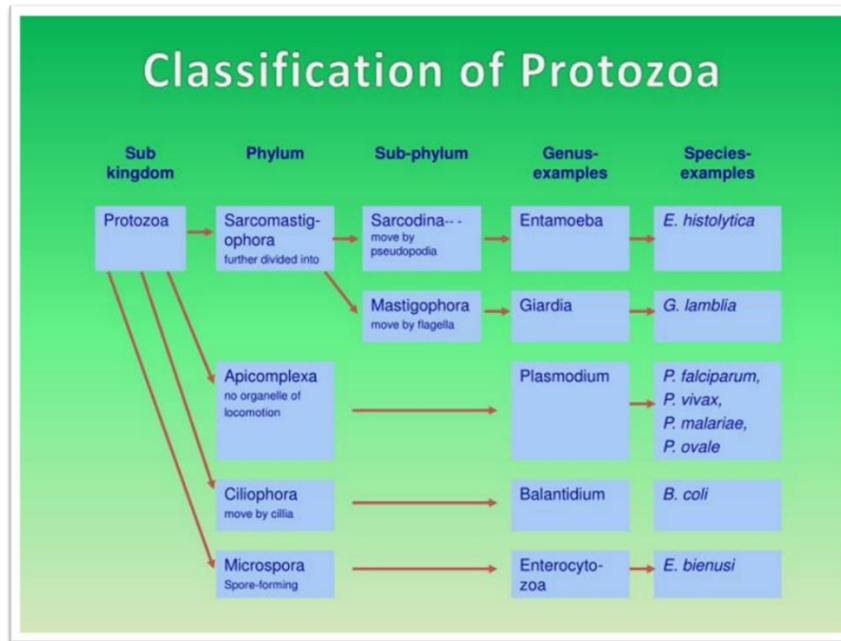 Classification of Protozoa
Sub
kingdom
Phylum
Sub-phylum
Genus-
examples
Species-
examples
Protozoa
Sarcomastig-
ophora
further divided into
Sarcodina-- -
move by
pseudopodia
Entamoeba
E. histolytica
Mastigophora
move by flagella
Giardia
G. lamblia
Apicomplexa
no organelle of
locomotion
Plasmodium
P. falciparum,
P. vivax,
P. malariae,
P. ovale
Ciliophora
move by cillia
Balantidium
B. coli
Microspora
Spore-forming
Enterocyto-
zoa
E. bienusi